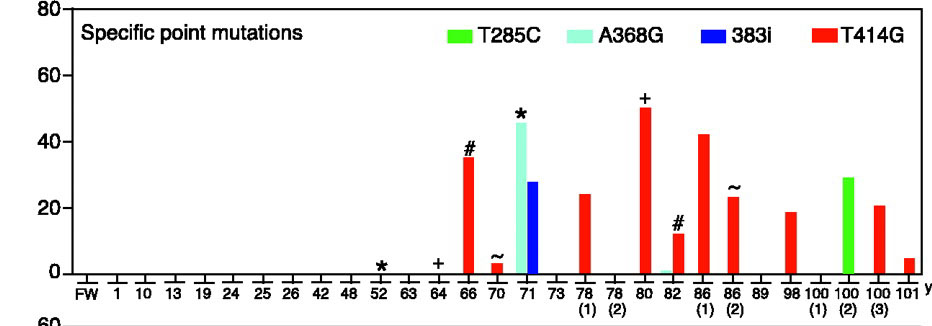 80
Specific point mutations
T285C A368G 383i T414G
60
+
*
40
#
~
#
20
* + ~
0
FW 1 10 13 19 24 25 26 42 48 52 63 64 66 70 71 73 78 78 80 82 86 86 89 98 100 100 100 101 y
(1) (2) (1) (2) (1) (2) (3)
60